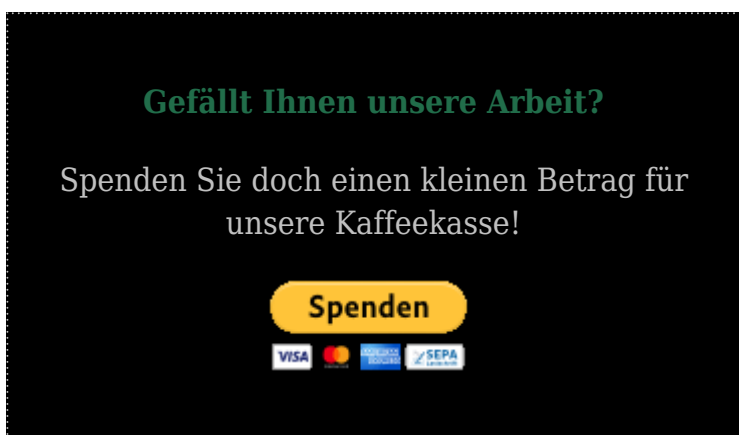 Gefällt Ihnen unsere Arbeit?
Spenden Sie doch einen kleinen Betrag für
unsere Kaffeekasse!
Spenden
VISA SEPA